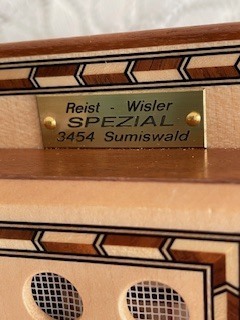 Reist - Wisler
SPEZIAL
3454 Sumiswald